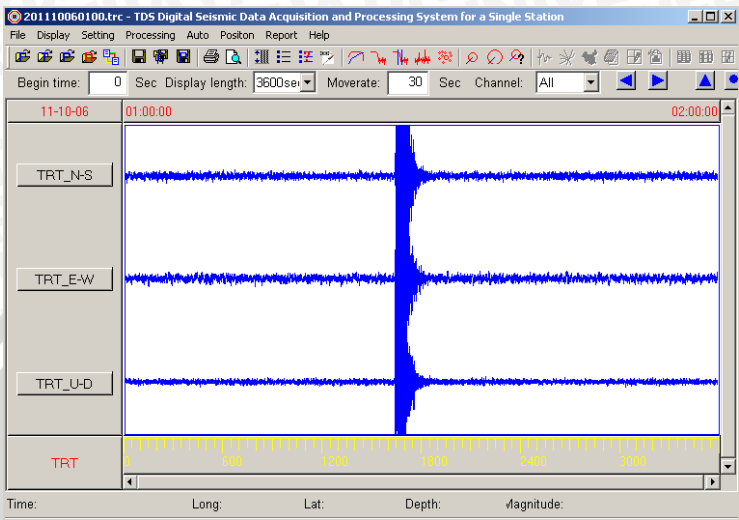 201110060100.trc - TDS Digital Seismic Data Acquisition and Processing System for a Single Station
File Display Setting Processing Auto Positon Report Help
Begin time: 0 Sec Display length: 3600se Moverate: 30 Sec Channel: All
11-10-06 01:00:00 02:00:00
TRT_N-S
TRT_E-W
TRT_U-D
TRT 0 600 1200 1800 2400 3000
Time: Long: Lat: Depth: Magnitude: